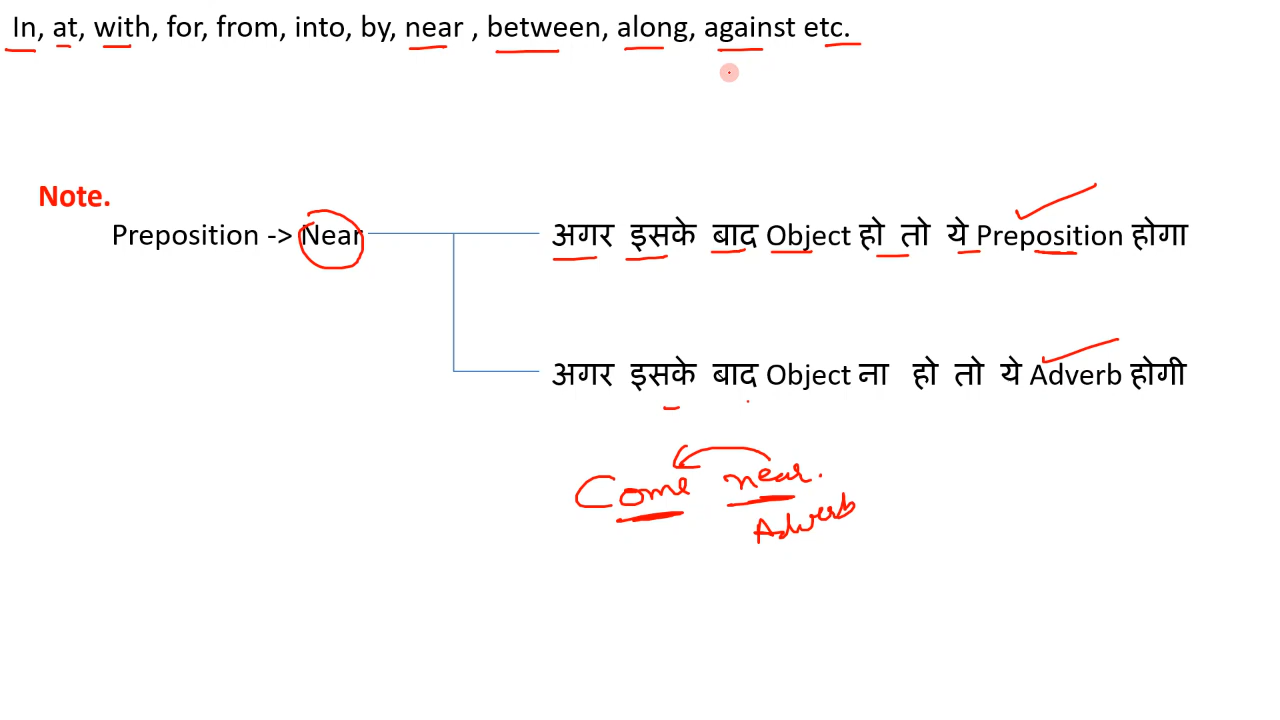 In, at, with, for, from, into, by, near , between, along, against etc.
Note.
Preposition -> Near
अगर इसके बाद Object हो तो ये Preposition होगा
अगर इसके बाद Object ना हो तो ये Adverb होगी
Come near.
Adverb